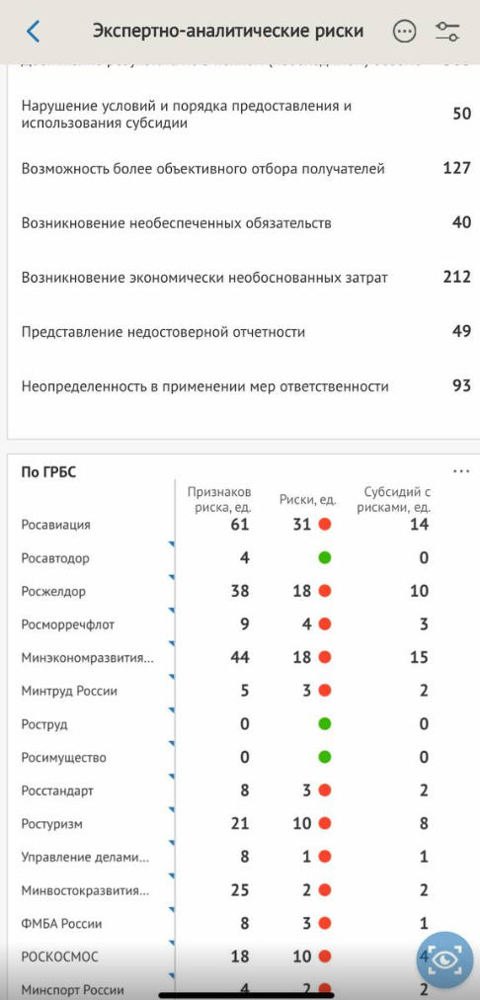 Экспертно-аналитические риски
Нарушение условий и порядка предоставления и
использования субсидии
50
Возможность более объективного отбора получателей 127
Возникновение необеспеченных обязательств 40
Возникновение экономически необоснованных затрат 212
Представление недостоверной отчетности 49
Неопределенность в применении мер ответственности 93
По ГРБС
Признаков
риска, ед.
Риски, ед.
Субсидий с
рисками, ед.
Росавиация 61 31 14
Росавтодор 4 0
Росжелдор 38 18 10
Росморречфлот 9 4 3
Минэкономразвития... 44 18 15
Минтруд России 5 3 2
Роструд 0 0
Росимущество 0 0
Росстандарт 8 3 2
Ростуризм 21 10 8
Управление делами... 8 1 1
Минвостокразвития... 25 2 2
ФМБА России 8 3 1
РОСКОСМОС 18 10 4
Минспорт России 4 2 2